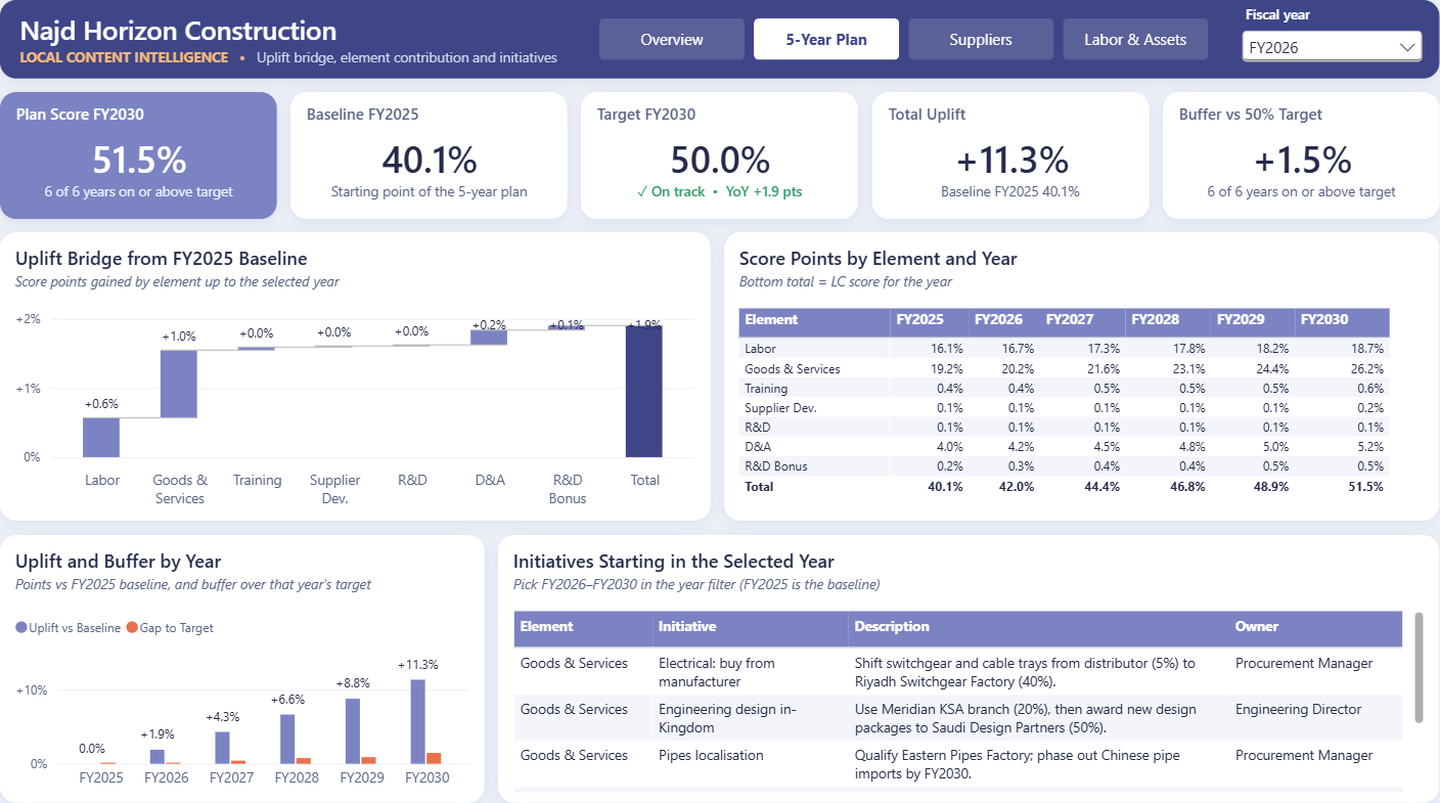 Najd Horizon Construction
LOCAL CONTENT INTELLIGENCE • Uplift bridge, element contribution and initiatives
Overview
5-Year Plan
Suppliers
Labor & Assets
Fiscal year
FY2026
Plan Score FY2030
51.5%
6 of 6 years on or above target
Baseline FY2025
40.1%
Starting point of the 5-year plan
Target FY2030
50.0%
✓ On track • YoY +1.9 pts
Total Uplift
+11.3%
Baseline FY2025 40.1%
Buffer vs 50% Target
+1.5%
6 of 6 years on or above target
Uplift Bridge from FY2025 Baseline
Score points gained by element up to the selected year
+2%
+1%
0%
+0.6%
+1.0%
+0.0%
+0.0%
+0.0%
+0.2%
+0.1%
+1.9%
Labor
Goods &
Services
Training
Supplier
Dev.
R&D
D&A
R&D
Bonus
Total
Score Points by Element and Year
Bottom total = LC score for the year
Element FY2025 FY2026 FY2027 FY2028 FY2029 FY2030
Labor 16.1% 16.7% 17.3% 17.8% 18.2% 18.7%
Goods & Services 19.2% 20.2% 21.6% 23.1% 24.4% 26.2%
Training 0.4% 0.4% 0.5% 0.5% 0.5% 0.6%
Supplier Dev. 0.1% 0.1% 0.1% 0.1% 0.1% 0.2%
R&D 0.1% 0.1% 0.1% 0.1% 0.1% 0.1%
D&A 4.0% 4.2% 4.5% 4.8% 5.0% 5.2%
R&D Bonus 0.2% 0.3% 0.4% 0.4% 0.5% 0.5%
Total 40.1% 42.0% 44.4% 46.8% 48.9% 51.5%
Uplift and Buffer by Year
Points vs FY2025 baseline, and buffer over that year's target
Uplift vs Baseline Gap to Target
+10%
0%
0.0%
+1.9%
+4.3%
+6.6%
+8.8%
+11.3%
FY2025 FY2026 FY2027 FY2028 FY2029 FY2030
Initiatives Starting in the Selected Year
Pick FY2026–FY2030 in the year filter (FY2025 is the baseline)
Element Initiative Description Owner
Goods & Services Electrical: buy from Shift switchgear and cable trays from distributor (5%) to Procurement Manager
manufacturer Riyadh Switchgear Factory (40%).
Goods & Services Engineering design in- Use Meridian KSA branch (20%), then award new design Engineering Director
Kingdom packages to Saudi Design Partners (50%).
Goods & Services Pipes localisation Qualify Eastern Pipes Factory; phase out Chinese pipe Procurement Manager
imports by FY2030.